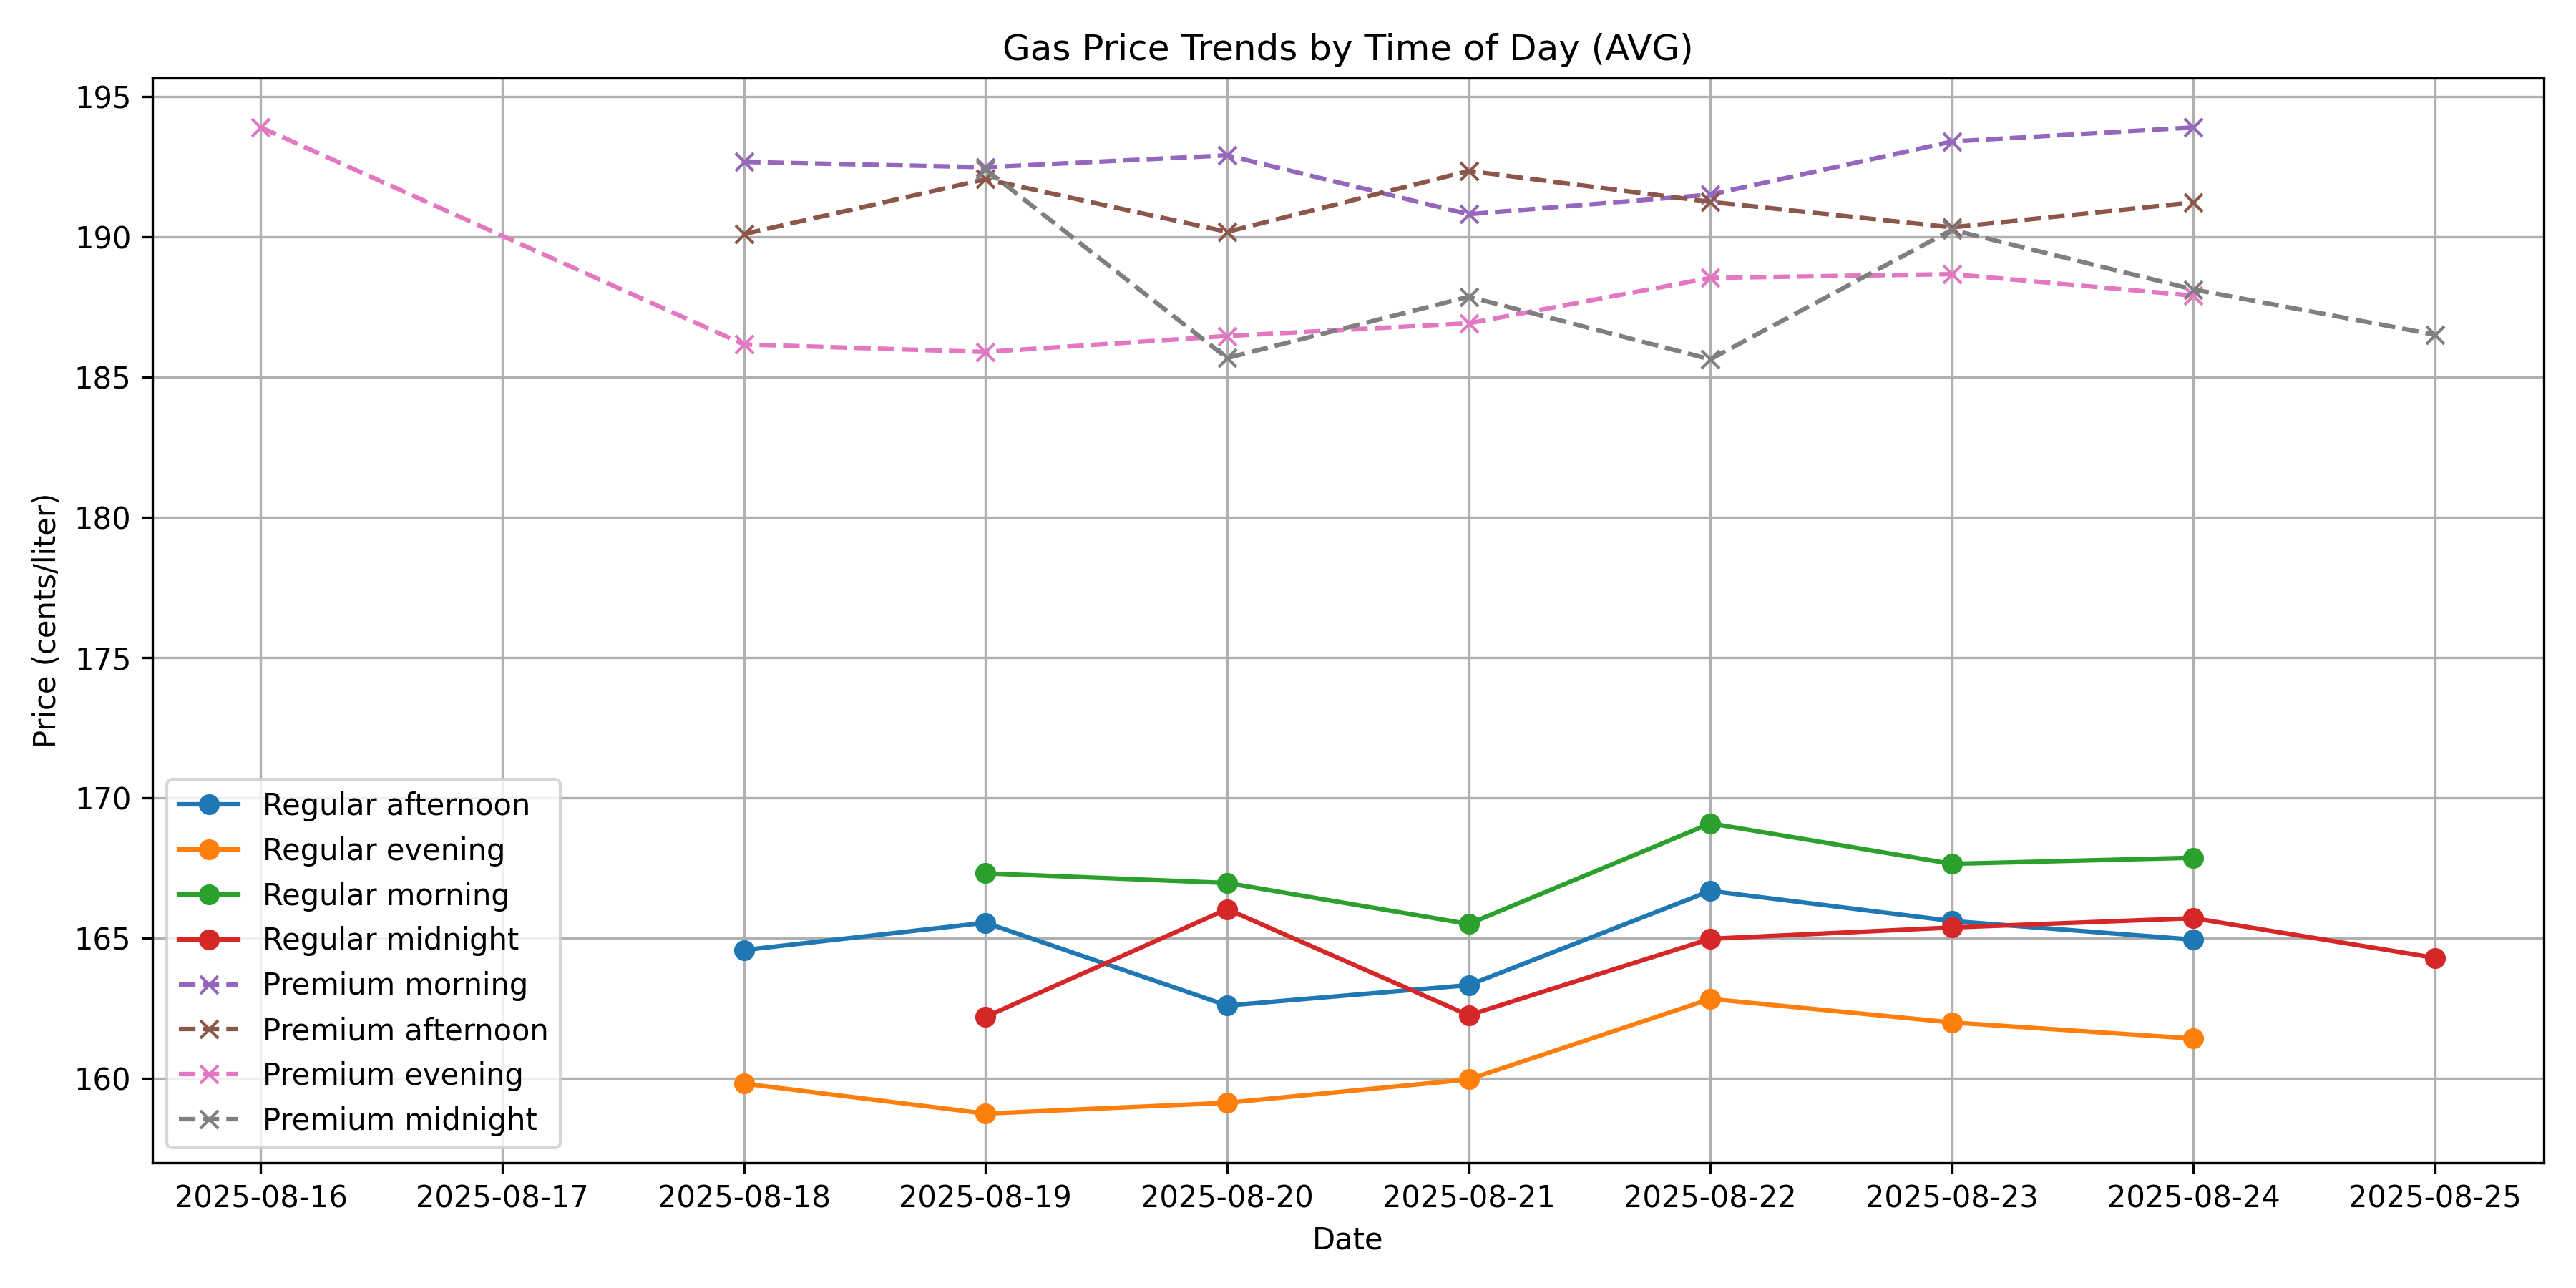 Gas Price Trends by Time of Day (AVG)
195
190
185
180
175
170
165
160
Price (cents/liter)
Regular afternoon
Regular evening
Regular morning
Regular midnight
Premium morning
Premium afternoon
Premium evening
Premium midnight
2025-08-16 2025-08-17 2025-08-18 2025-08-19 2025-08-20 2025-08-21 2025-08-22 2025-08-23 2025-08-24 2025-08-25
Date